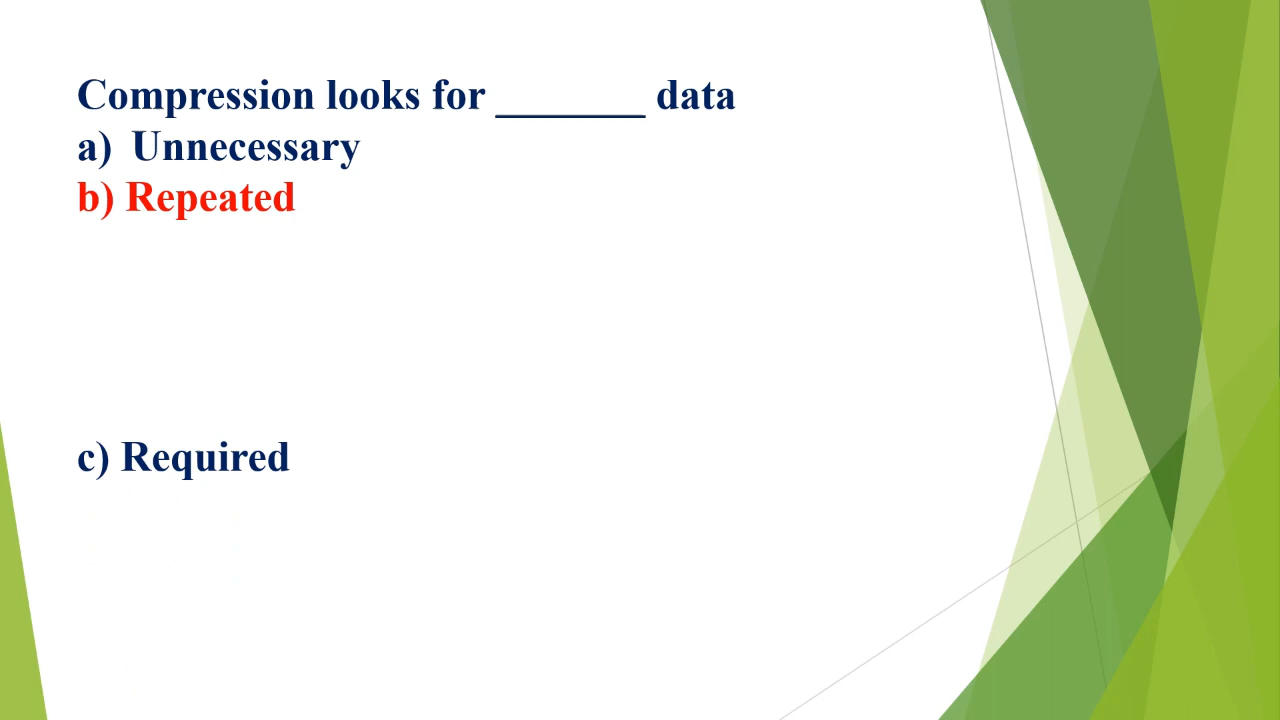 Compression looks for _______ data
a) Unnecessary
b) Repeated
c) Required